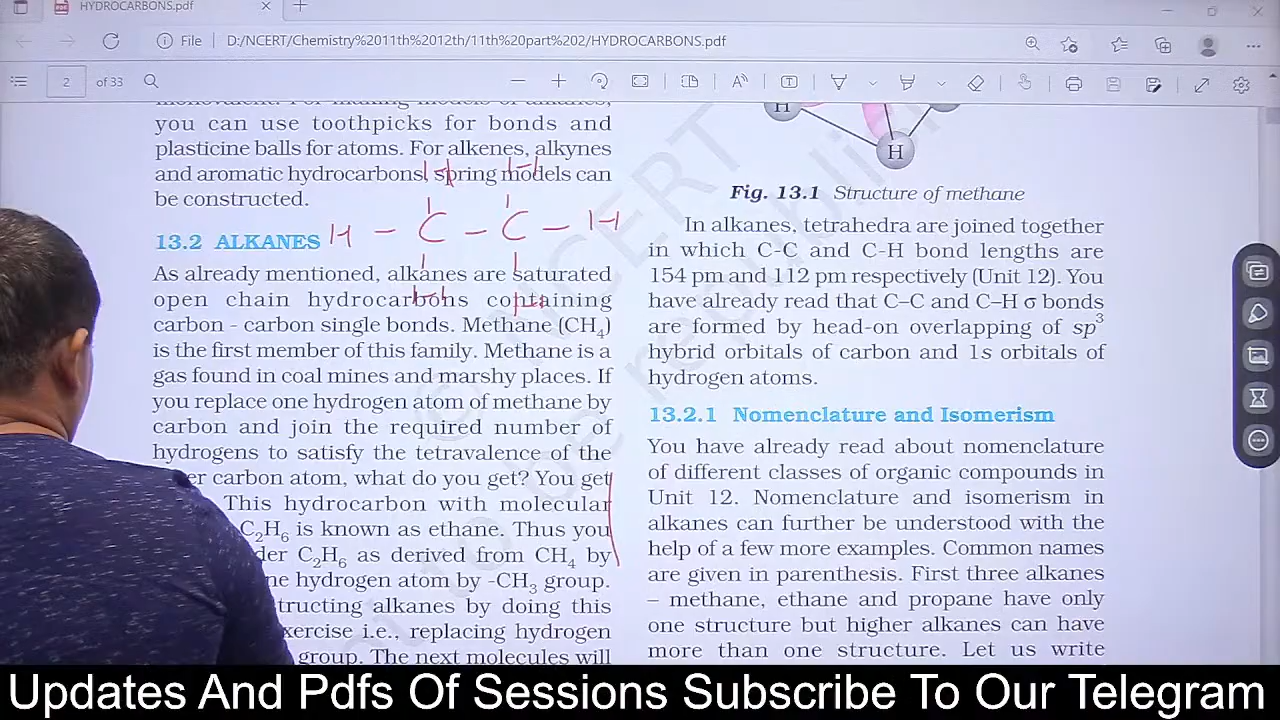 HYDROCARBONS.pdf
File D:/NCERT/Chemistry%2011th%2012th/11th%20part%202/HYDROCARBONS.pdf
2 of 33
you can use toothpicks for bonds and
plasticine balls for atoms. For alkenes, alkynes
and aromatic hydrocarbons, spring models can
be constructed.
13.2 ALKANES
H - C - C - H
As already mentioned, alkanes are saturated
open chain hydrocarbons containing
carbon - carbon single bonds. Methane (CH4)
is the first member of this family. Methane is a
gas found in coal mines and marshy places. If
you replace one hydrogen atom of methane by
carbon and join the required number of
hydrogens to satisfy the tetravalence of the
er carbon atom, what do you get? You get
This hydrocarbon with molecular
C2H6 is known as ethane. Thus you
der C2H6 as derived from CH4 by
ne hydrogen atom by -CH3 group.
tructing alkanes by doing this
xercise i.e., replacing hydrogen
group. The next molecules will
H
H
Fig. 13.1 Structure of methane
In alkanes, tetrahedra are joined together
in which C-C and C-H bond lengths are
154 pm and 112 pm respectively (Unit 12). You
have already read that C–C and C–H σ bonds
are formed by head-on overlapping of sp3
hybrid orbitals of carbon and 1s orbitals of
hydrogen atoms.
13.2.1 Nomenclature and Isomerism
You have already read about nomenclature
of different classes of organic compounds in
Unit 12. Nomenclature and isomerism in
alkanes can further be understood with the
help of a few more examples. Common names
are given in parenthesis. First three alkanes
– methane, ethane and propane have only
one structure but higher alkanes can have
more than one structure. Let us write
Updates And Pdfs Of Sessions Subscribe To Our Telegram